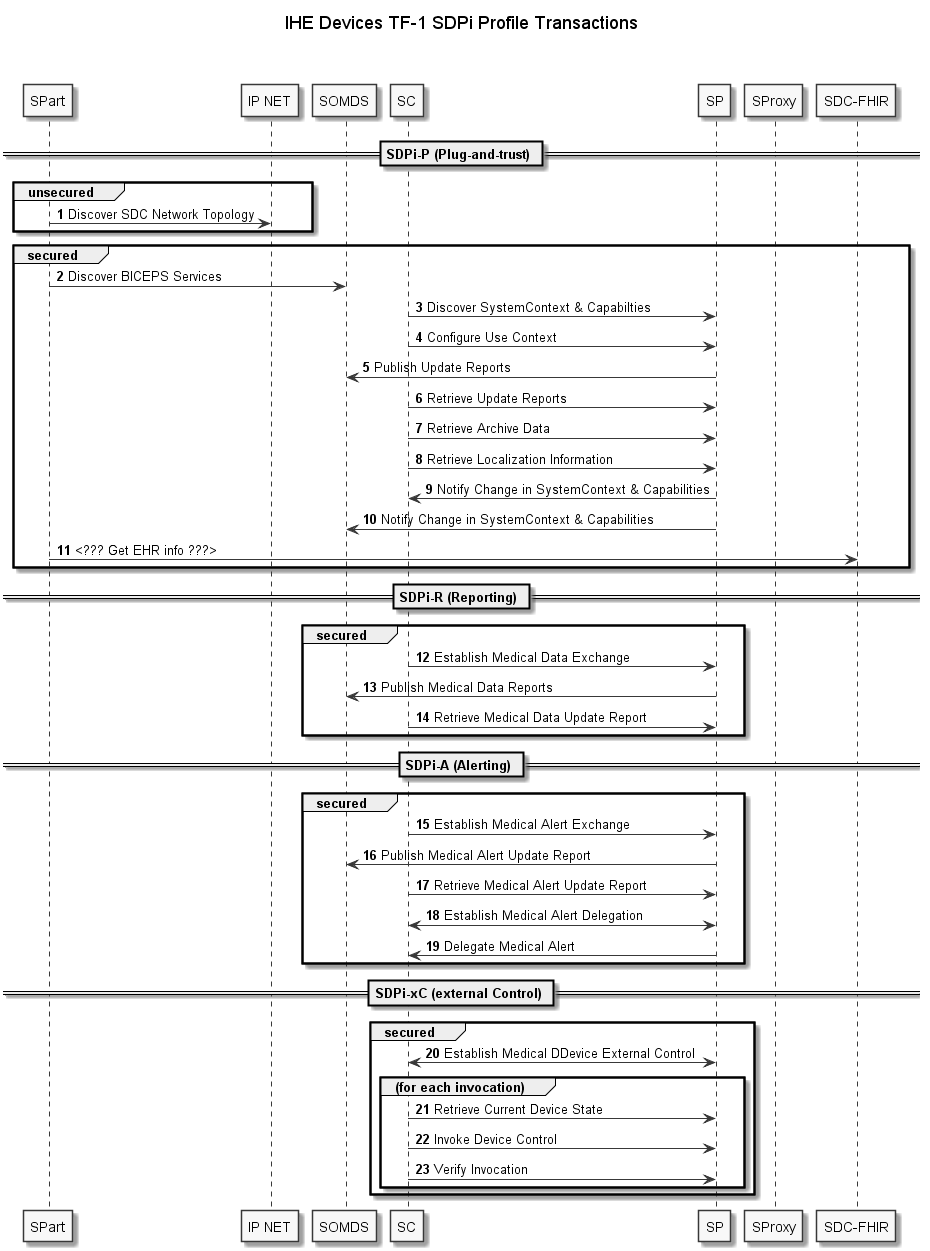 IHE Devices TF-1 SDPi Profile Transactions
SPart IP NET SOMDS SC SP SProxy SDC-FHIR
SDPi-P (Plug-and-trust)
unsecured
1 Discover SDC Network Topology
secured
2 Discover BICEPS Services
3 Discover SystemContext & Capabilties
4 Configure Use Context
5 Publish Update Reports
6 Retrieve Update Reports
7 Retrieve Archive Data
8 Retrieve Localization Information
9 Notify Change in SystemContext & Capabilities
10 Notify Change in SystemContext & Capabilities
11 <??? Get EHR info ???>
SDPi-R (Reporting)
secured
12 Establish Medical Data Exchange
13 Publish Medical Data Reports
14 Retrieve Medical Data Update Report
SDPi-A (Alerting)
secured
15 Establish Medical Alert Exchange
16 Publish Medical Alert Update Report
17 Retrieve Medical Alert Update Report
18 Establish Medical Alert Delegation
19 Delegate Medical Alert
SDPi-xC (external Control)
secured
20 Establish Medical DDevice External Control
(for each invocation)
21 Retrieve Current Device State
22 Invoke Device Control
23 Verify Invocation
SPart IP NET SOMDS SC SP SProxy SDC-FHIR